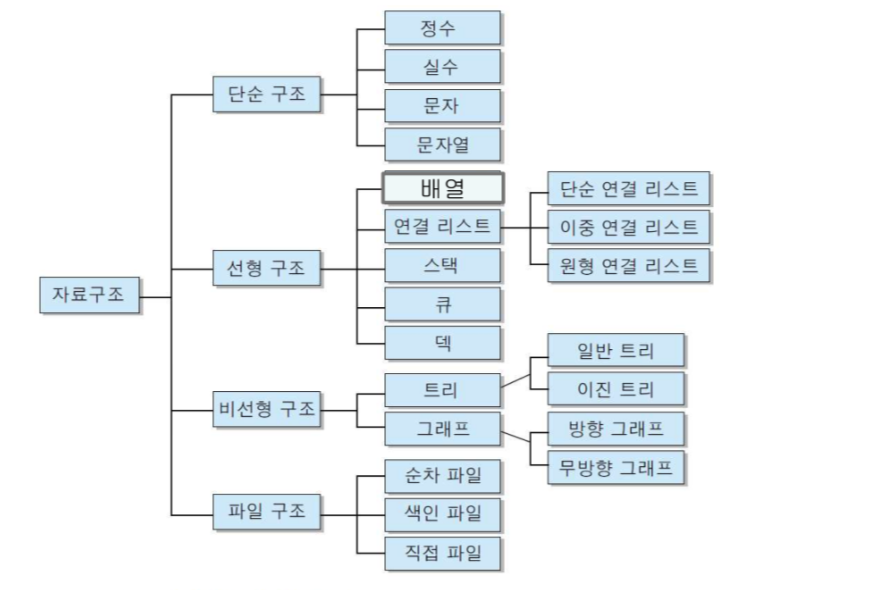 자료구조
단순 구조
정수
실수
문자
문자열
선형 구조
배열
연결 리스트
단순 연결 리스트
이중 연결 리스트
원형 연결 리스트
스택
큐
덱
비선형 구조
트리
일반 트리
이진 트리
그래프
방향 그래프
무방향 그래프
파일 구조
순차 파일
색인 파일
직접 파일